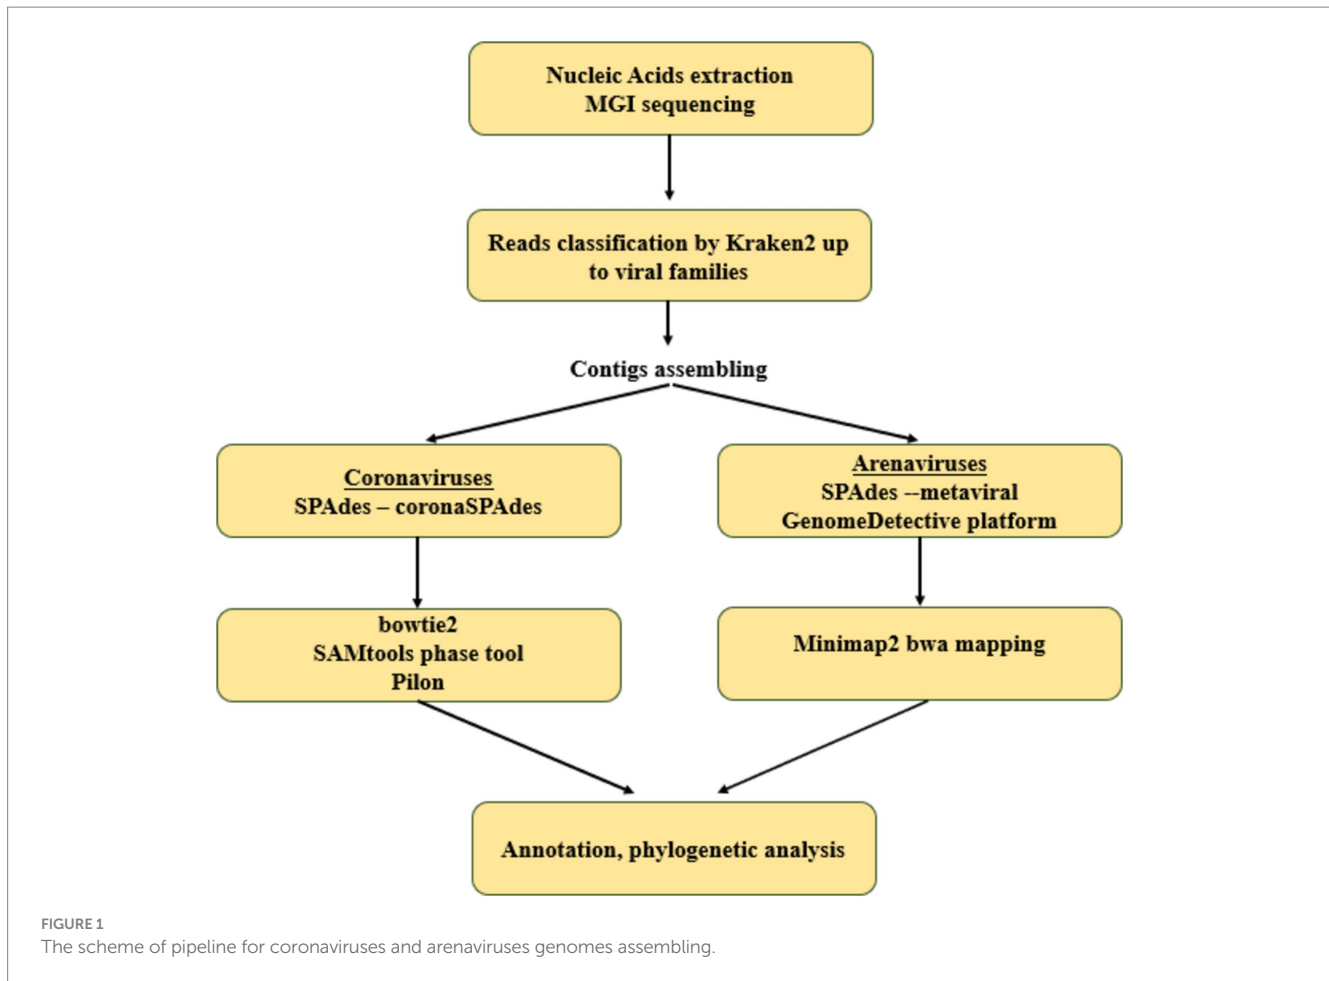 Nucleic Acids extraction
MGI sequencing
Reads classification by Kraken2 up
to viral families
Contigs assembling
Coronaviruses
SPAdes – coronaSPAdes
Arenaviruses
SPAdes --metaviral
GenomeDetective platform
bowtie2
SAMtools phase tool
Pilon
Minimap2 bwa mapping
Annotation, phylogenetic analysis
FIGURE 1
The scheme of pipeline for coronaviruses and arenaviruses genomes assembling.